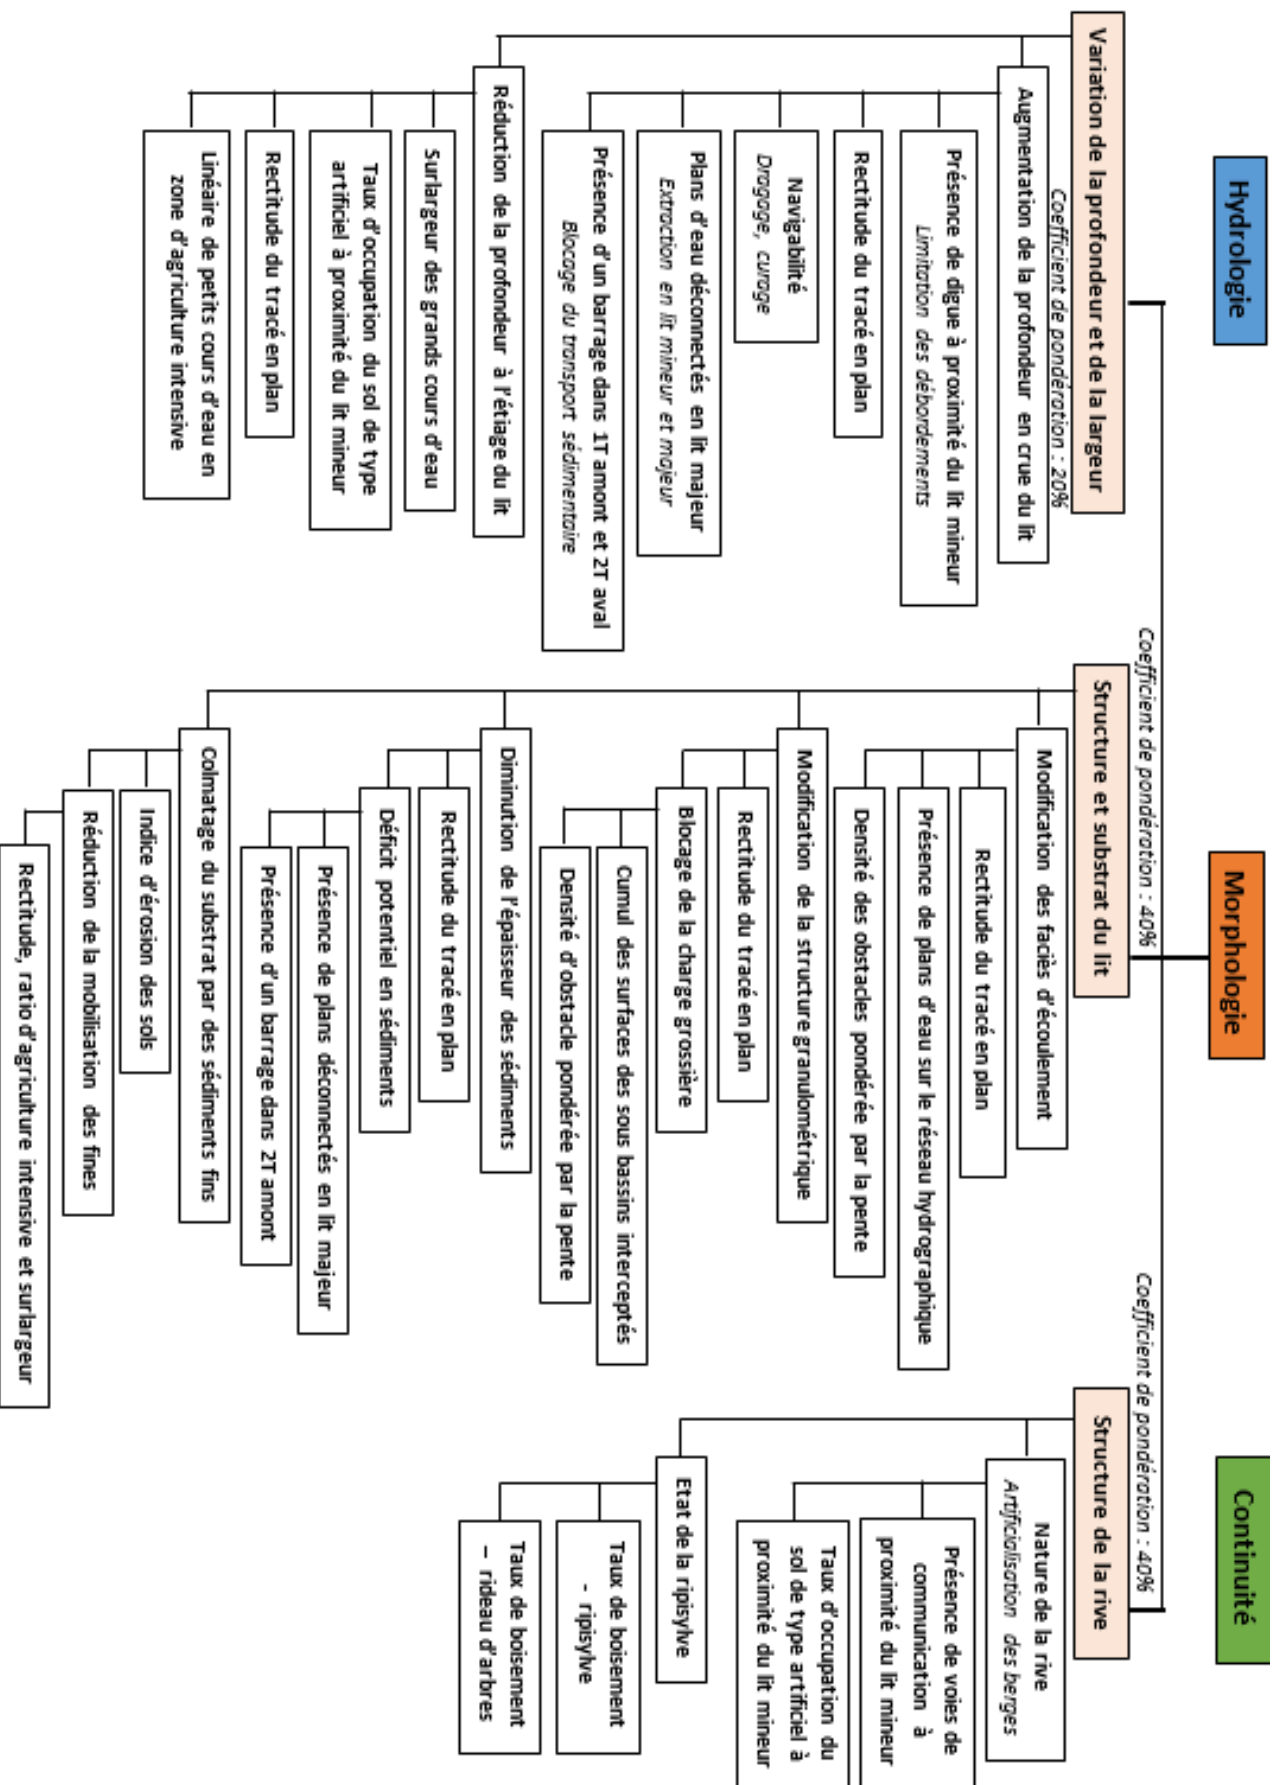 Hydrologie
Morphologie
Continuité
Variation de la profondeur et de la largeur
Coefficient de pondération : 20%
Augmentation de la profondeur en crue du lit
Présence de digue à proximité du lit mineur
Limitation des débordements
Rectitude du tracé en plan
Navigabilité
Dragage, curage
Plans d'eau déconnectés en lit majeur
Extraction en lit mineur et majeur
Présence d'un barrage dans 1T amont et 2T aval
Blocage du transport sédimentaire
Réduction de la profondeur à l'étiage du lit
Surlargeur des grands cours d'eau
Taux d'occupation du sol de type
artificiel à proximité du lit mineur
Rectitude du tracé en plan
Linéaire de petits cours d'eau en
zone d'agriculture intensive
Coefficient de pondération : 40%
Structure et substrat du lit
Modification des faciès d'écoulement
Rectitude du tracé en plan
Présence de plans d'eau sur le réseau hydrographique
Densité des obstacles pondérée par la pente
Modification de la structure granulométrique
Rectitude du tracé en plan
Blocage de la charge grossière
Cumul des surfaces des sous bassins interceptés
Densité d'obstacle pondérée par la pente
Diminution de l'épaisseur des sédiments
Rectitude du tracé en plan
Déficit potentiel en sédiments
Présence de plans déconnectés en lit majeur
Présence d'un barrage dans 2T amont
Colmatage du substrat par des sédiments fins
Indice d'érosion des sols
Réduction de la mobilisation des fines
Rectitude, ratio d'agriculture intensive et surlargeur
Coefficient de pondération : 40%
Structure de la rive
Nature de la rive
Artificialisation des berges
Présence de voies de
communication à
proximité du lit mineur
Taux d'occupation du
sol de type artificiel à
proximité du lit mineur
Etat de la ripisylve
Taux de boisement
- ripisylve
Taux de boisement
– rideau d'arbres